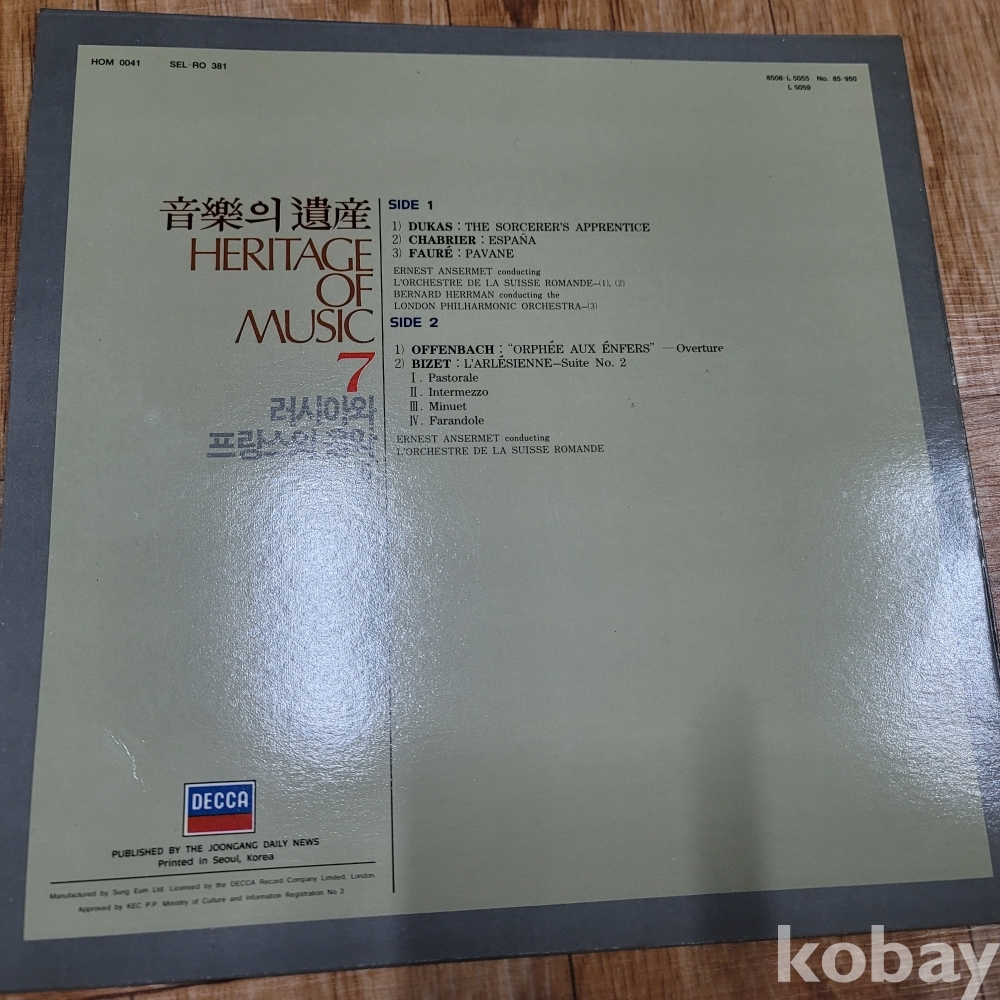 HOM 0041 SEL-RO 381
8508-L 5055 No. 85-950
L 5059
音樂의 遺産
HERITAGE
OF
MUSIC
7
러시아와
프랑스의 음악
SIDE 1
1) DUKAS : THE SORCERER'S APPRENTICE
2) CHABRIER : ESPAÑA
3) FAURÉ : PAVANE
ERNEST ANSERMET conducting
L'ORCHESTRE DE LA SUISSE ROMANDE—(1), (2)
BERNARD HERRMAN conducting the
LONDON PHILHARMONIC ORCHESTRA—(3)
SIDE 2
1) OFFENBACH : "ORPHÉE AUX ÉNFERS" — Overture
2) BIZET : L'ARLÉSIENNE—Suite No. 2
Ⅰ. Pastorale
Ⅱ. Intermezzo
Ⅲ. Minuet
Ⅳ. Farandole
ERNEST ANSERMET conducting
L'ORCHESTRE DE LA SUISSE ROMANDE
DECCA
PUBLISHED BY THE JOONGANG DAILY NEWS
Printed in Seoul, Korea
Manufactured by Sung Eum Ltd. Licensed by the DECCA Record Company Limited, London.
Approved by KEC P.P. Ministry of Culture and Information Registration No 3
kobay